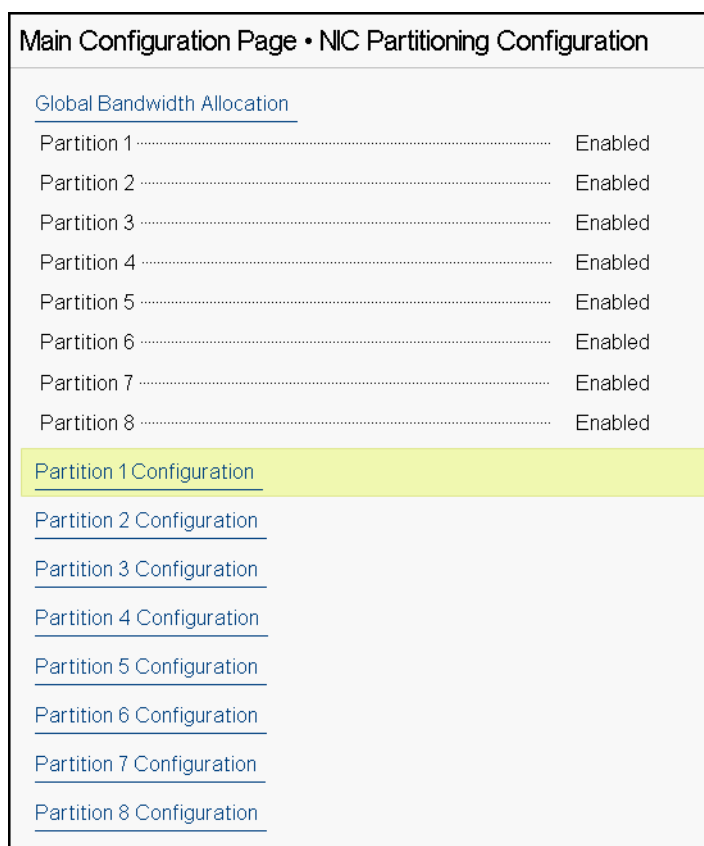 Main Configuration Page • NIC Partitioning Configuration
Global Bandwidth Allocation
Partition 1 Enabled
Partition 2 Enabled
Partition 3 Enabled
Partition 4 Enabled
Partition 5 Enabled
Partition 6 Enabled
Partition 7 Enabled
Partition 8 Enabled
Partition 1 Configuration
Partition 2 Configuration
Partition 3 Configuration
Partition 4 Configuration
Partition 5 Configuration
Partition 6 Configuration
Partition 7 Configuration
Partition 8 Configuration